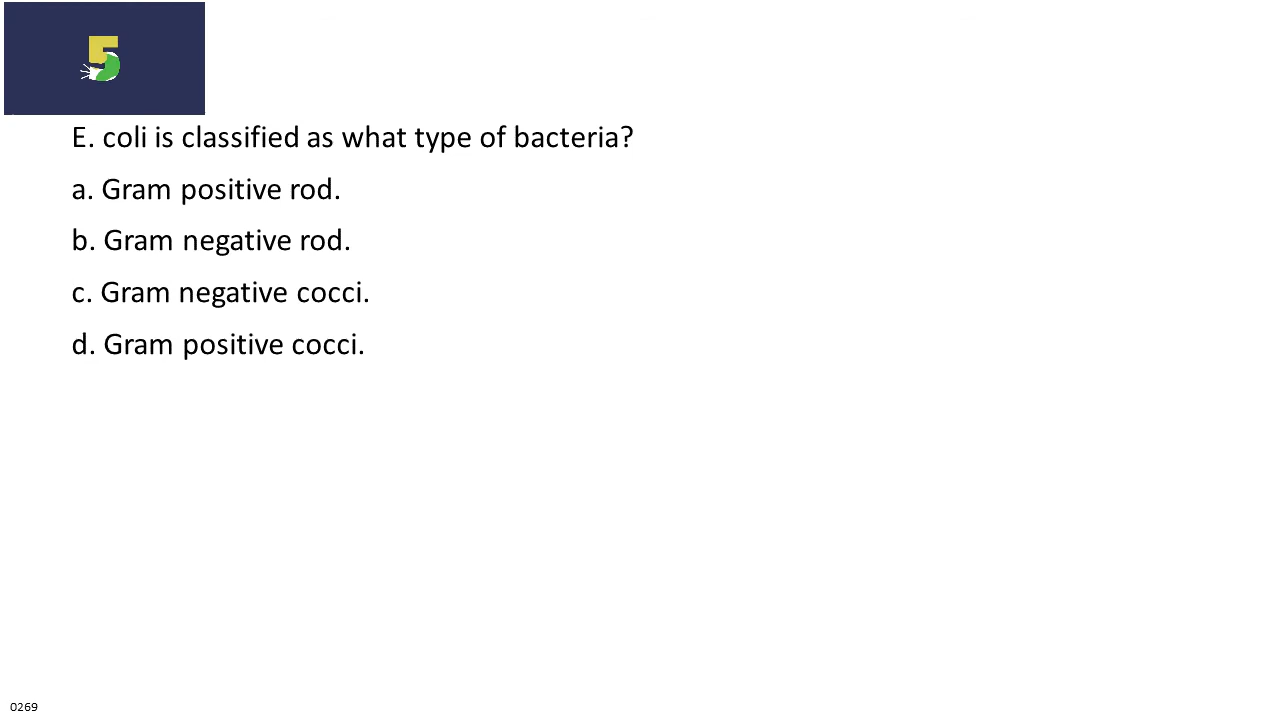 5
E. coli is classified as what type of bacteria?
a. Gram positive rod.
b. Gram negative rod.
c. Gram negative cocci.
d. Gram positive cocci.
0269